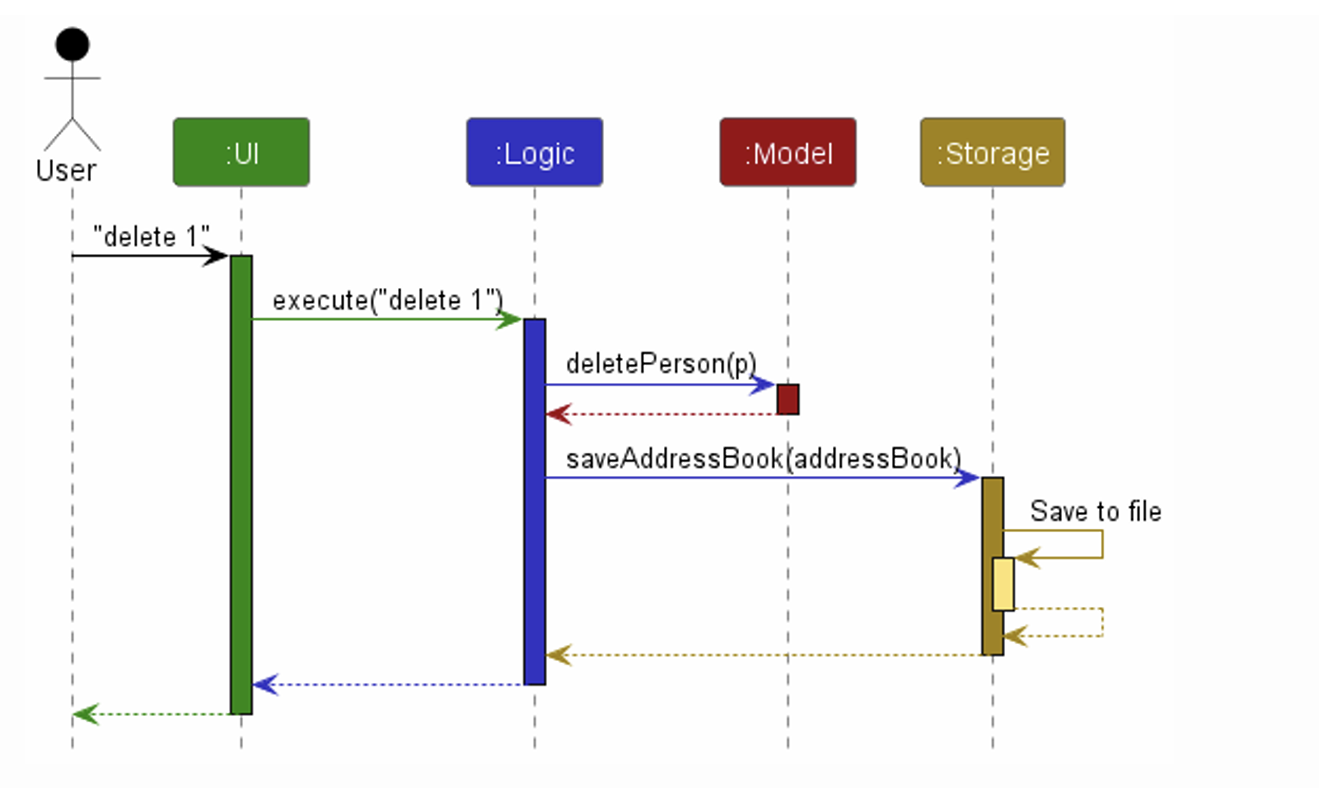 User
:UI
:Logic
:Model
:Storage
"delete 1"
execute("delete 1")
deletePerson(p)
saveAddressBook(addressBook)
Save to file